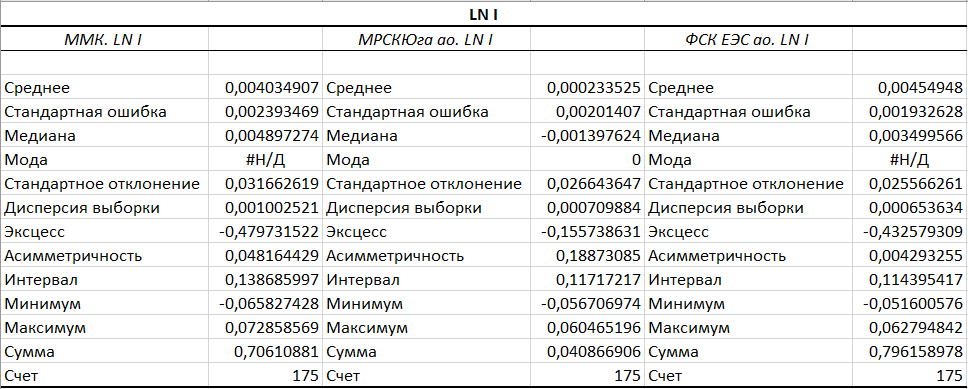 LN I
ММК. LN I МРСКЮга ао. LN I ФСК ЕЭС ао. LN I
Среднее 0,004034907 Среднее 0,000233525 Среднее 0,00454948
Стандартная ошибка 0,002393469 Стандартная ошибка 0,00201407 Стандартная ошибка 0,001932628
Медиана 0,004897274 Медиана -0,001397624 Медиана 0,003499566
Мода #Н/Д Мода 0 Мода #Н/Д
Стандартное отклонение 0,031662619 Стандартное отклонение 0,026643647 Стандартное отклонение 0,025566261
Дисперсия выборки 0,001002521 Дисперсия выборки 0,000709884 Дисперсия выборки 0,000653634
Эксцесс -0,479731522 Эксцесс -0,155738631 Эксцесс -0,432579309
Асимметричность 0,048164429 Асимметричность 0,18873085 Асимметричность 0,004293255
Интервал 0,138685997 Интервал 0,11717217 Интервал 0,114395417
Минимум -0,065827428 Минимум -0,056706974 Минимум -0,051600576
Максимум 0,072858569 Максимум 0,060465196 Максимум 0,062794842
Сумма 0,70610881 Сумма 0,040866906 Сумма 0,796158978
Счет 175 Счет 175 Счет 175